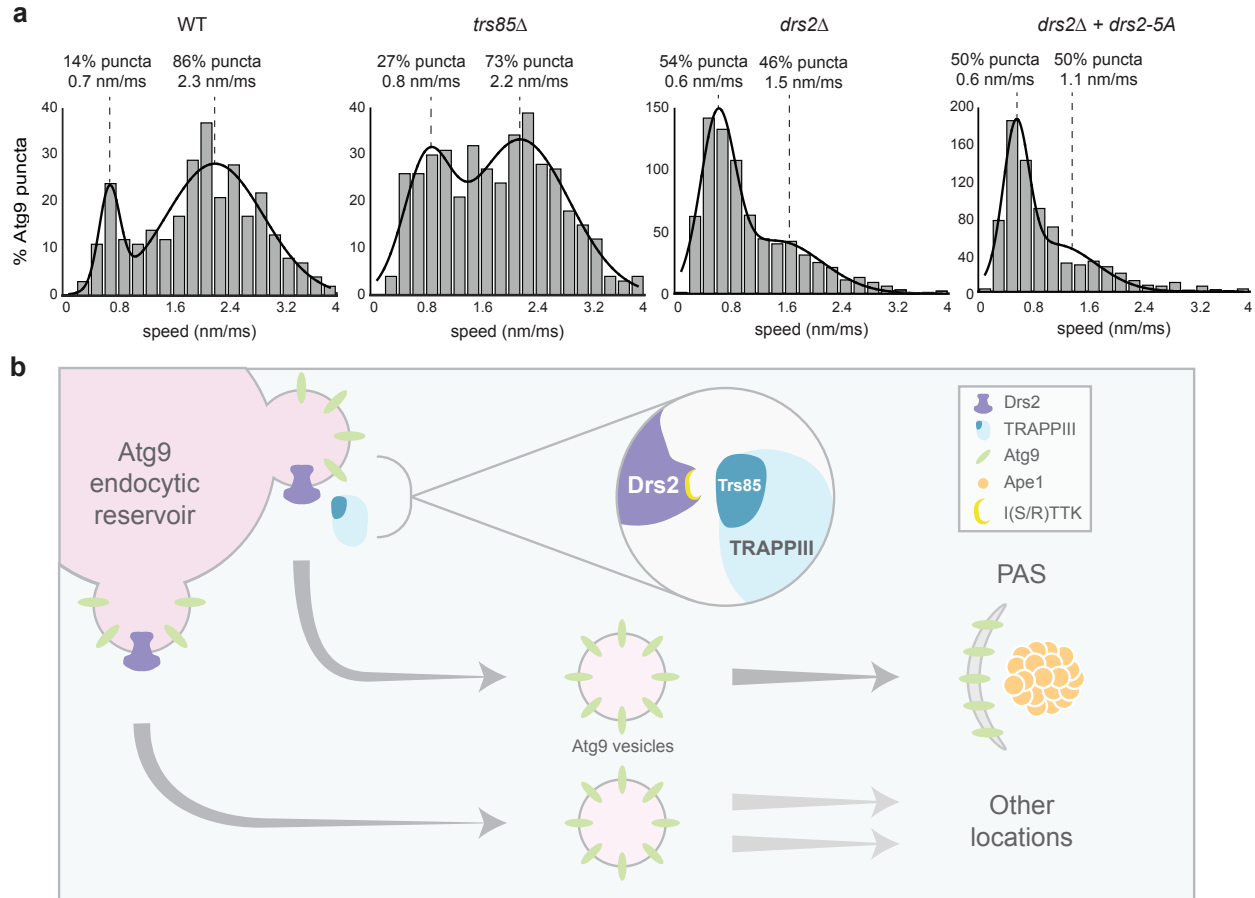 a
WT
14% puncta
0.7 nm/ms
86% puncta
2.3 nm/ms
% Atg9 puncta
40
30
20
10
0
0 0.8 1.6 2.4 3.2 4
speed (nm/ms)
trs85Δ
27% puncta
0.8 nm/ms
73% puncta
2.2 nm/ms
40
30
20
10
0
0 0.8 1.6 2.4 3.2 4
speed (nm/ms)
drs2Δ
54% puncta
0.6 nm/ms
46% puncta
1.5 nm/ms
150
100
50
0
0 0.8 1.6 2.4 3.2 4
speed (nm/ms)
drs2Δ + drs2-5A
50% puncta
0.6 nm/ms
50% puncta
1.1 nm/ms
200
160
120
80
40
0
0 0.8 1.6 2.4 3.2 4
speed (nm/ms)
b
Atg9
endocytic
reservoir
Drs2
Trs85
TRAPPIII
Drs2
TRAPPIII
Atg9
Ape1
I(S/R)TTK
PAS
Atg9 vesicles
Other
locations